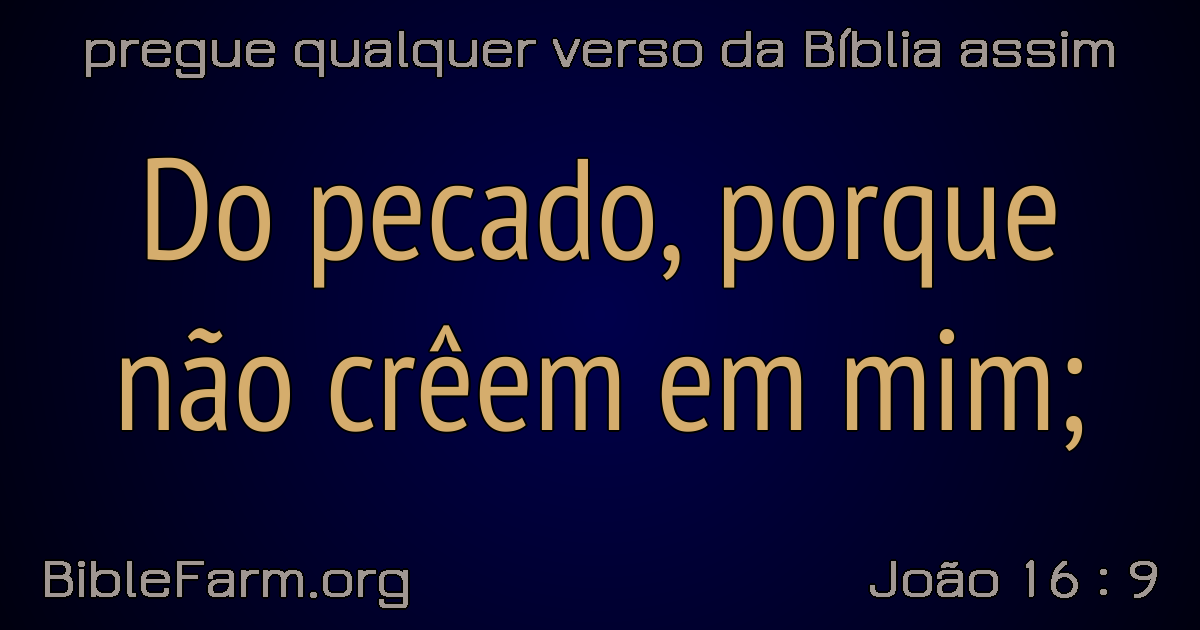 pregue qualquer verso da Bíblia assim
Do pecado, porque
não crêem em mim;
BibleFarm.org
João 16 : 9